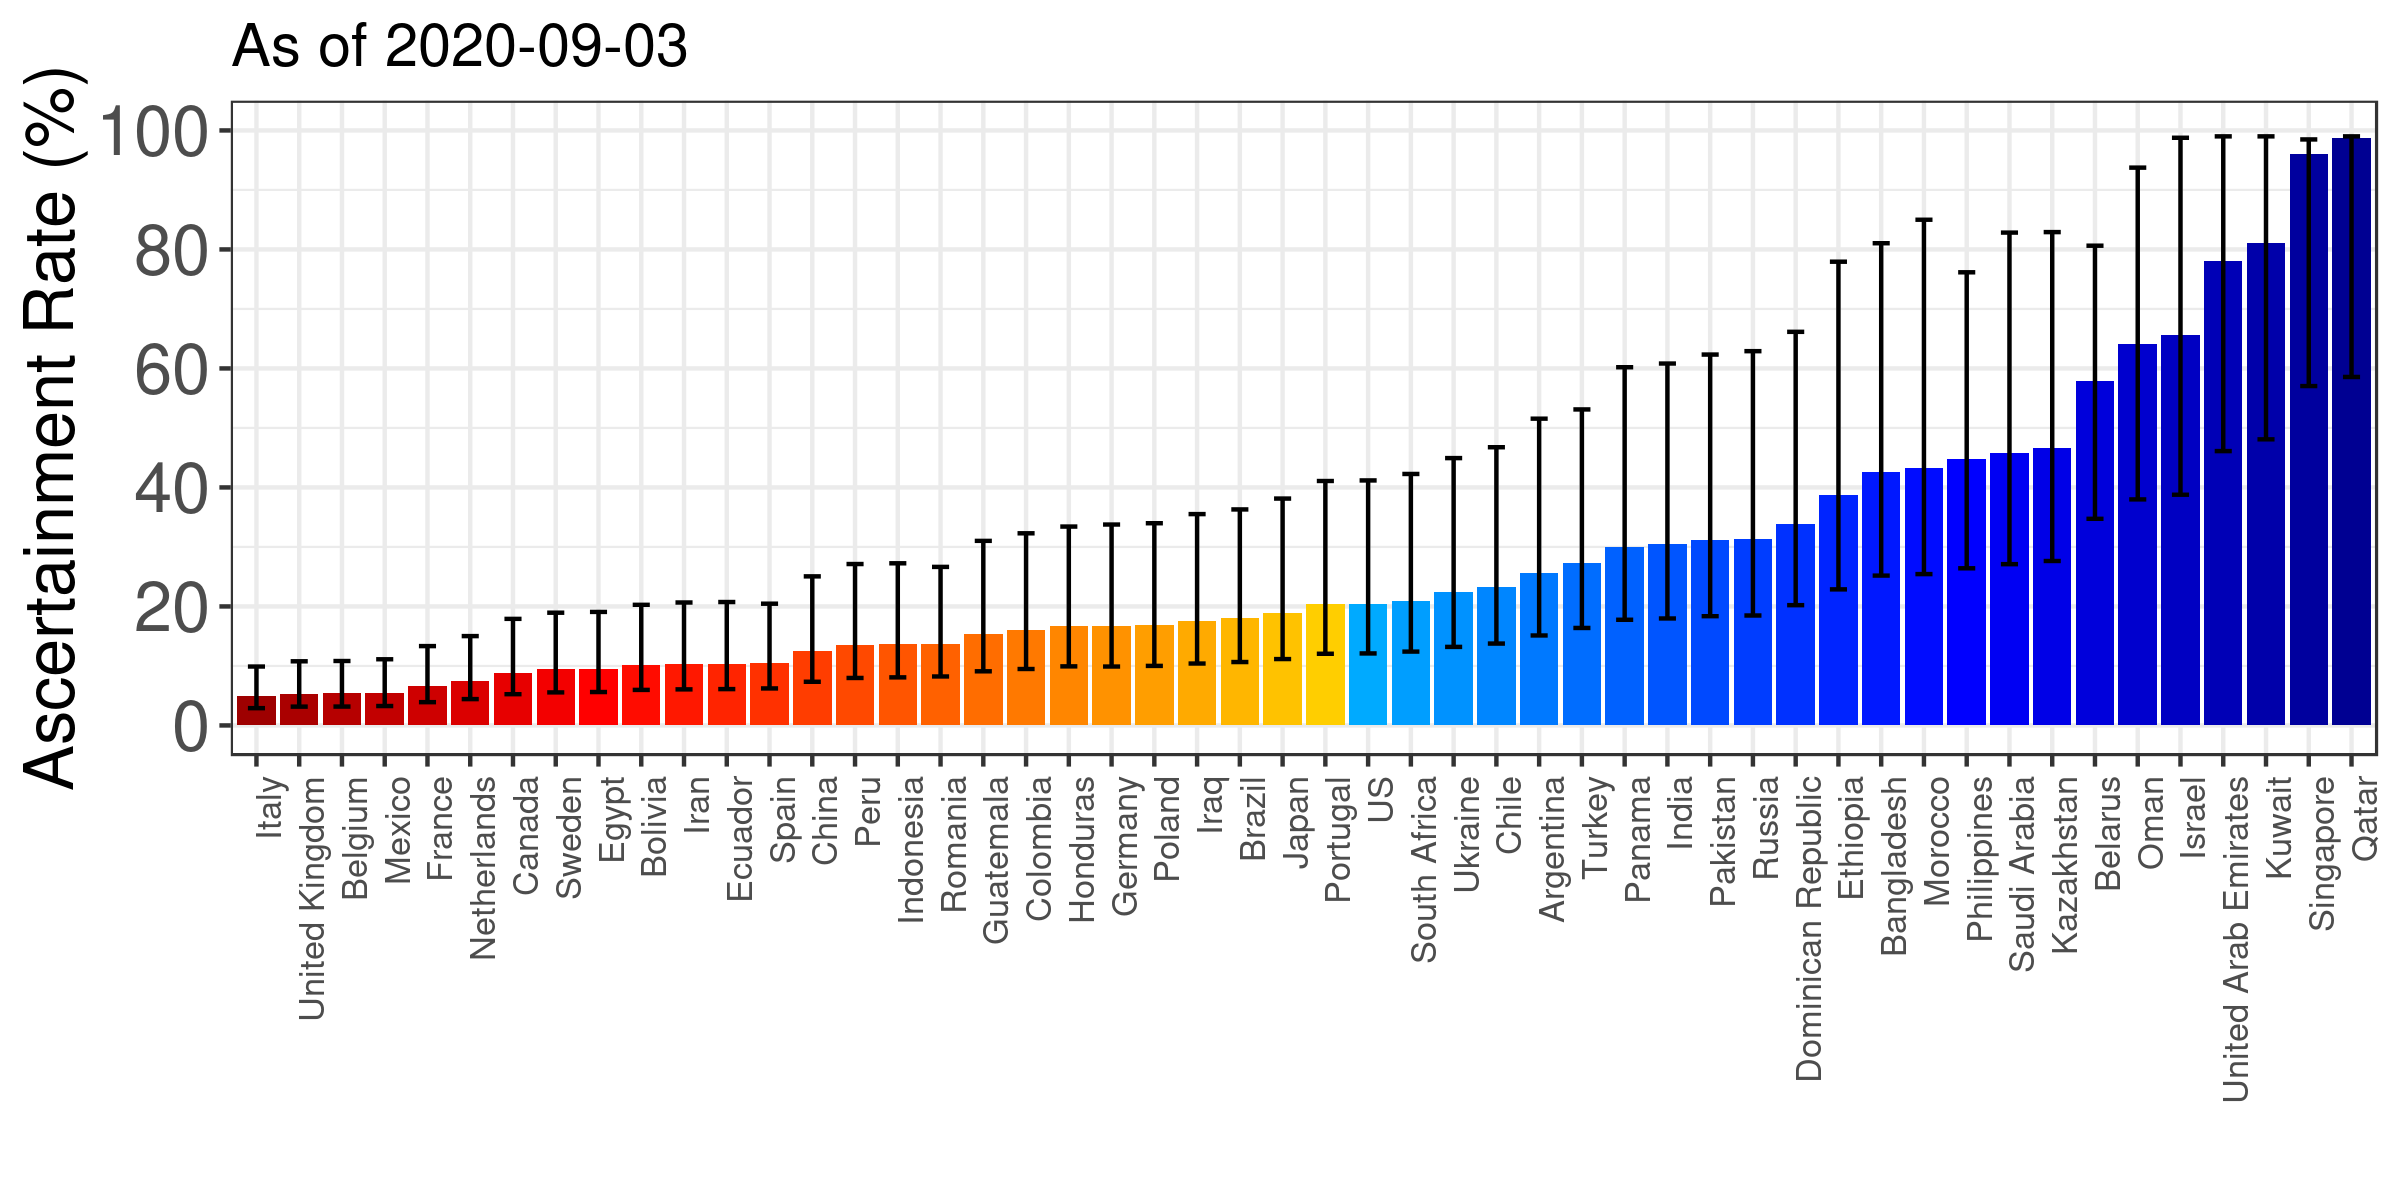 As of 2020-09-03
Ascertainment Rate (%)
100
80
60
40
20
0
Italy
United Kingdom
Belgium
Mexico
France
Netherlands
Canada
Sweden
Egypt
Bolivia
Iran
Ecuador
Spain
China
Peru
Indonesia
Romania
Guatemala
Colombia
Honduras
Germany
Poland
Iraq
Brazil
Japan
Portugal
US
South Africa
Ukraine
Chile
Argentina
Turkey
Panama
India
Pakistan
Russia
Dominican Republic
Ethiopia
Bangladesh
Morocco
Philippines
Saudi Arabia
Kazakhstan
Belarus
Oman
Israel
United Arab Emirates
Kuwait
Singapore
Qatar